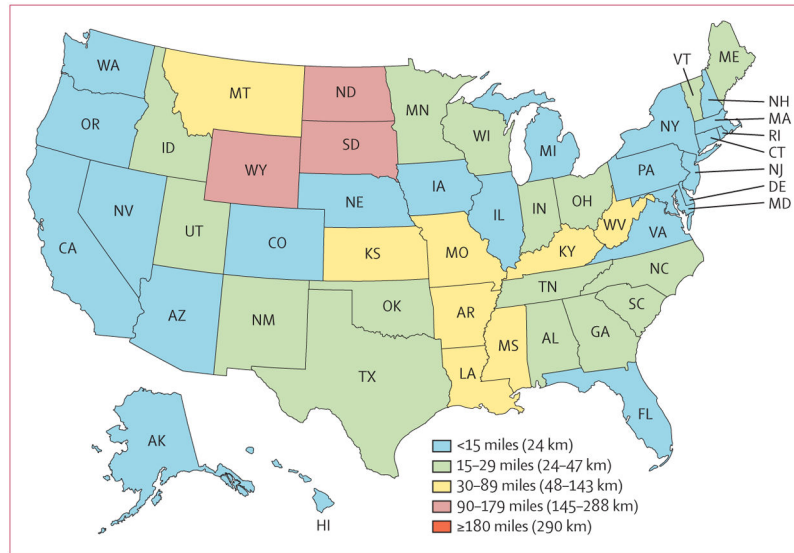 WA
MT
ND
MN
VT
ME
OR
ID
WY
SD
WI
MI
NY
NH
MA
RI
CT
NJ
DE
MD
NV
UT
CO
NE
IA
IL
IN
OH
PA
WV
VA
CA
KS
MO
KY
NC
AZ
NM
OK
AR
TN
SC
TX
LA
MS
AL
GA
FL
AK
HI
<15 miles (24 km)
15–29 miles (24–47 km)
30–89 miles (48–143 km)
90–179 miles (145–288 km)
≥180 miles (290 km)